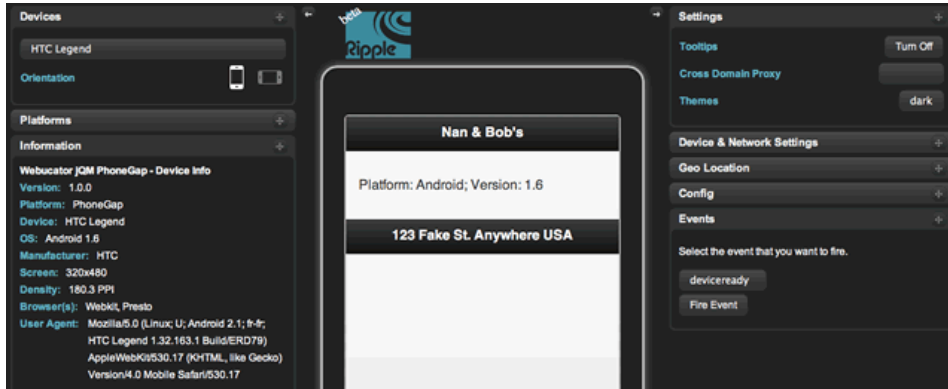 Devices
HTC Legend
Orientation
Platforms
Information
Webucator jQM PhoneGap - Device Info
Version: 1.0.0
Platform: PhoneGap
Device: HTC Legend
OS: Android 1.6
Manufacturer: HTC
Screen: 320x480
Density: 180.3 PPI
Browser(s): Webkit, Presto
User Agent: Mozilla/5.0 (Linux; U; Android 2.1; fr-fr;
HTC Legend 1.32.163.1 Build/ERD79)
AppleWebKit/530.17 (KHTML, like Gecko)
Version/4.0 Mobile Safari/530.17
beta
Ripple
Nan & Bob's
Platform: Android; Version: 1.6
123 Fake St. Anywhere USA
Settings
Tooltips Turn Off
Cross Domain Proxy
Themes dark
Device & Network Settings
Geo Location
Config
Events
Select the event that you want to fire.
deviceready
Fire Event